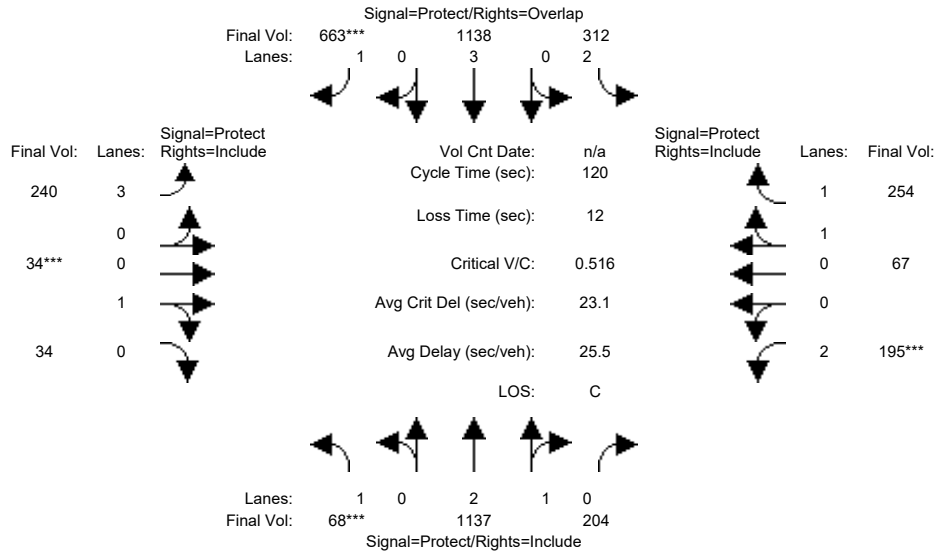 Signal=Protect/Rights=Overlap
Final Vol: 663*** 1138 312
Lanes: 1 0 3 0 2
Signal=Protect
Rights=Include
Final Vol: Lanes:
Vol Cnt Date: n/a
Signal=Protect
Rights=Include
Lanes: Final Vol:
Cycle Time (sec): 120
240 3
1 254
Loss Time (sec): 12
0
1
34*** 0
Critical V/C: 0.516
0 67
1
Avg Crit Del (sec/veh): 23.1
0
34 0
Avg Delay (sec/veh): 25.5
2 195***
LOS: C
Lanes: 1 0 2 1 0
Final Vol: 68*** 1137 204
Signal=Protect/Rights=Include